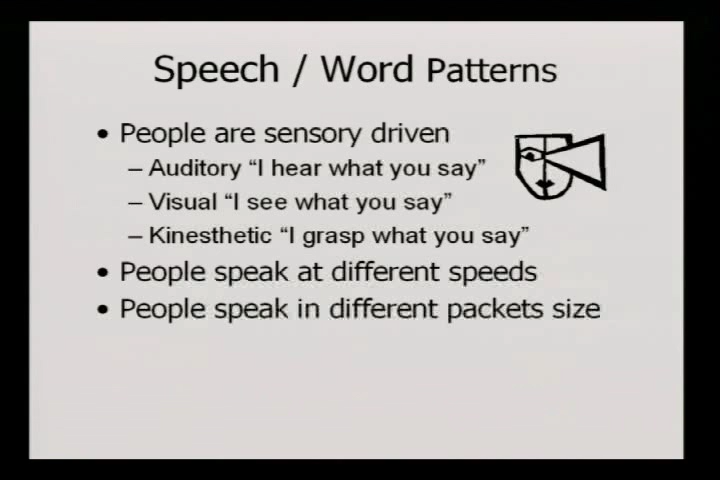 Speech / Word Patterns
• People are sensory driven
– Auditory “I hear what you say”
– Visual “I see what you say”
– Kinesthetic “I grasp what you say”
• People speak at different speeds
• People speak in different packets size